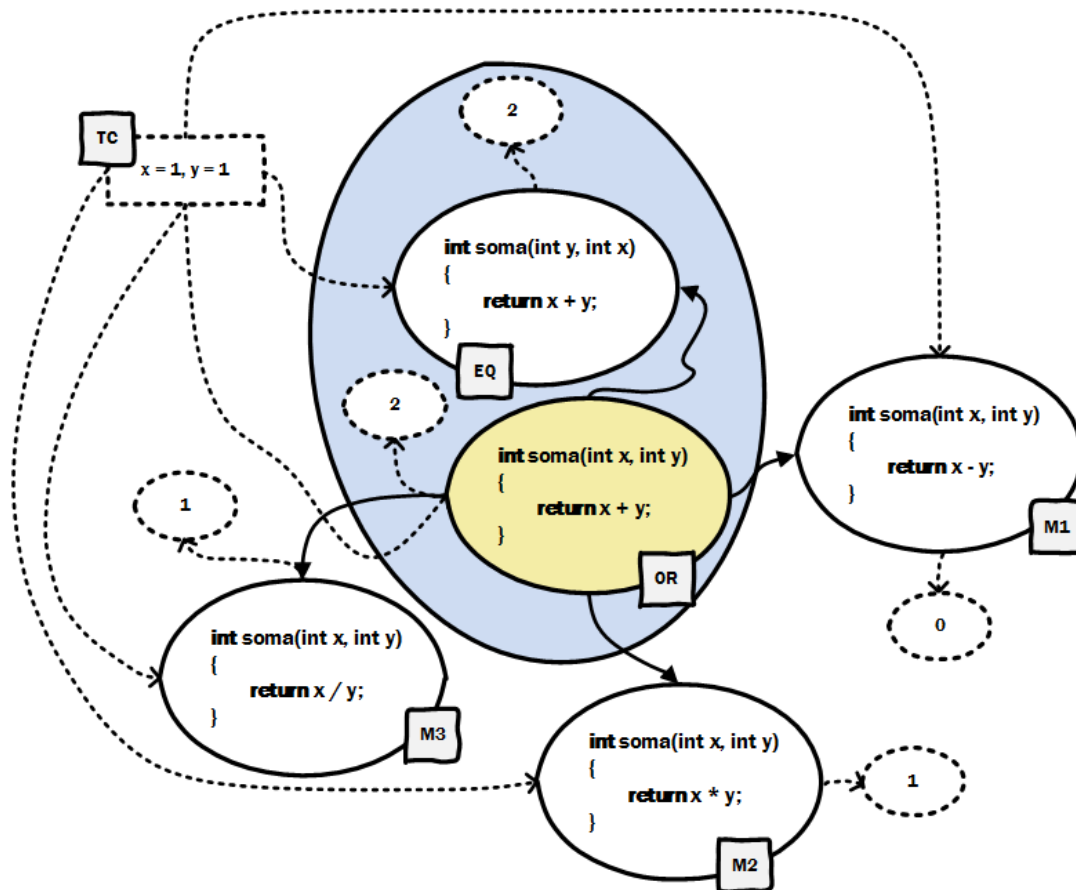 TC
x = 1, y = 1
2
int soma(int y, int x)
{
return x + y;
}
EQ
2
int soma(int x, int y)
{
return x + y;
}
OR
int soma(int x, int y)
{
return x - y;
}
M1
0
1
int soma(int x, int y)
{
return x / y;
}
M3
int soma(int x, int y)
{
return x * y;
}
M2
1